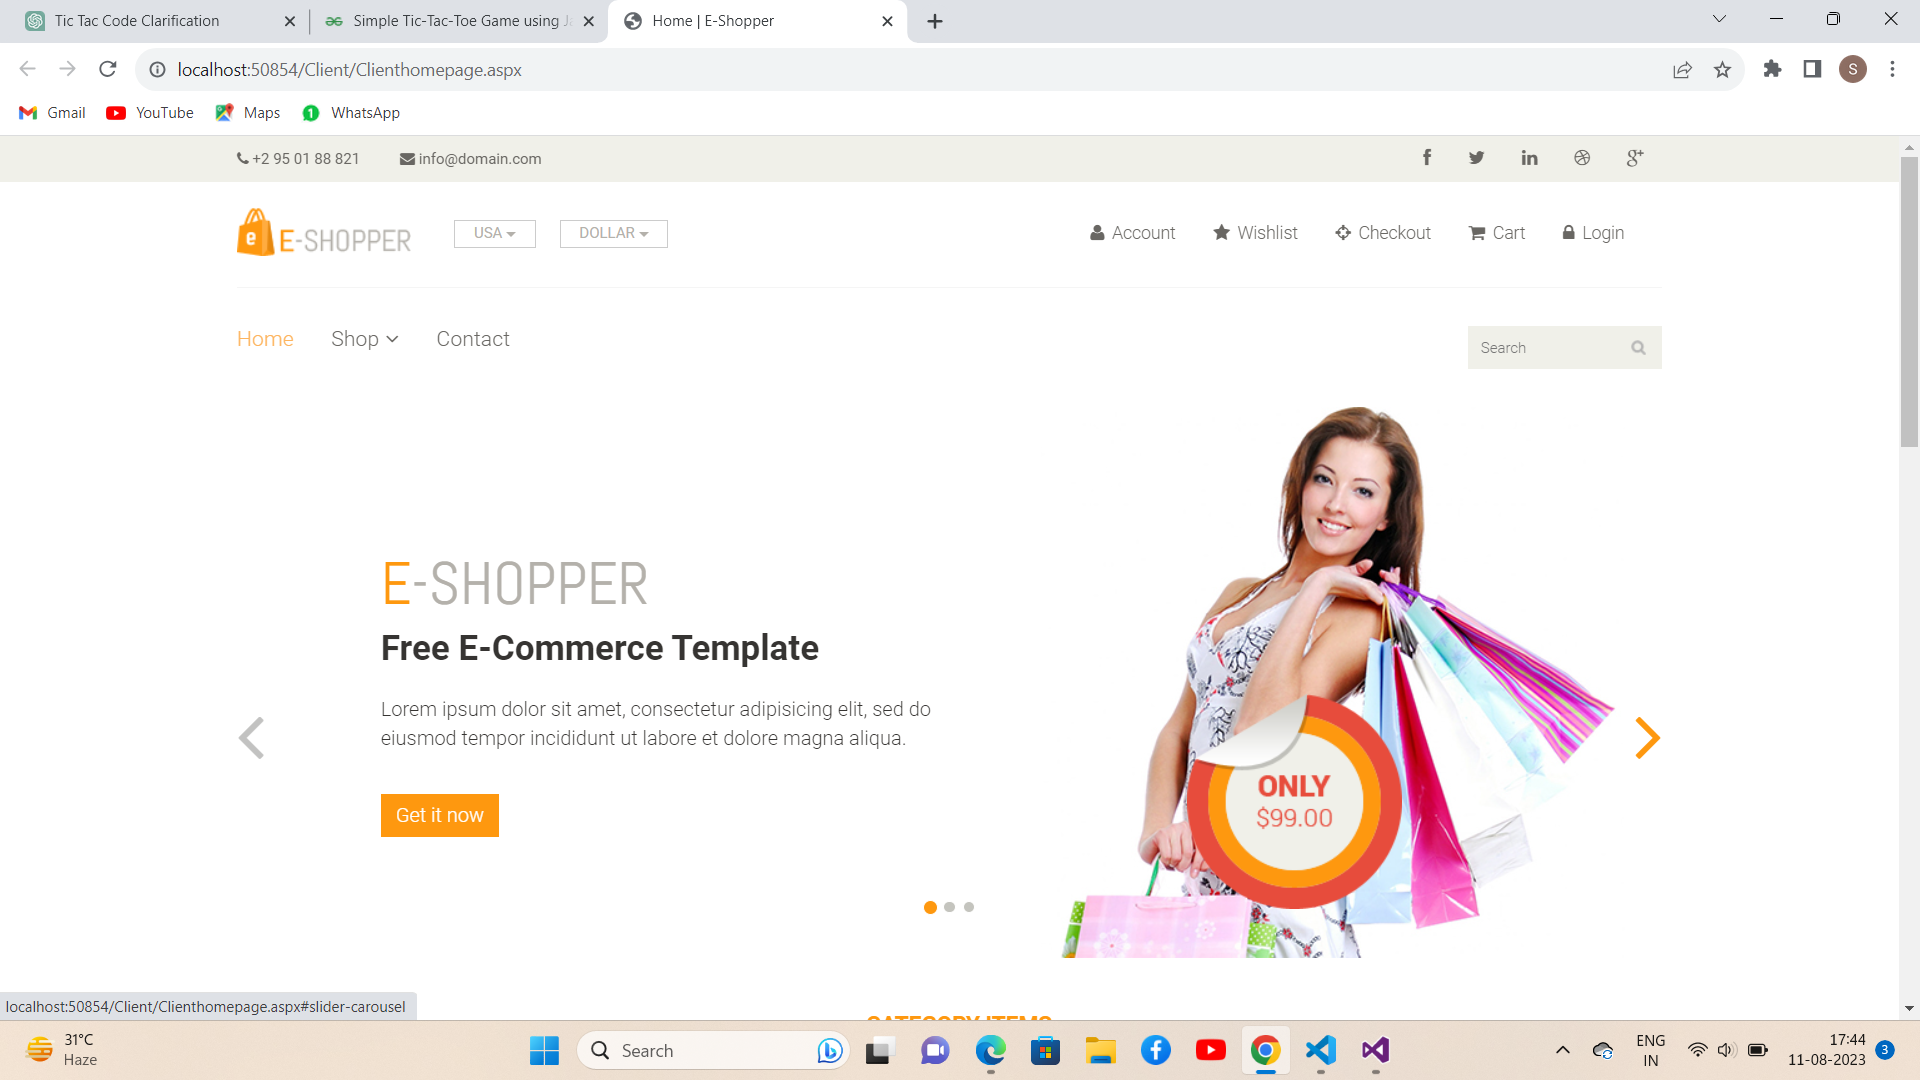 Tic Tac Code Clarification
Simple Tic-Tac-Toe Game using J
Home | E-Shopper
localhost:50854/Client/Clienthomepage.aspx
S
Gmail
YouTube
Maps
1
WhatsApp
+2 95 01 88 821
info@domain.com
e E-SHOPPER
USA
DOLLAR
Account
Wishlist
Checkout
Cart
Login
Home
Shop
Contact
Search
E-SHOPPER
Free E-Commerce Template
Lorem ipsum dolor sit amet, consectetur adipisicing elit, sed do
eiusmod tempor incididunt ut labore et dolore magna aliqua.
Get it now
ONLY
$99.00
CATEGORY ITEMS
localhost:50854/Client/Clienthomepage.aspx#slider-carousel
31°C
Haze
Search
ENG
IN
17:44
11-08-2023
3